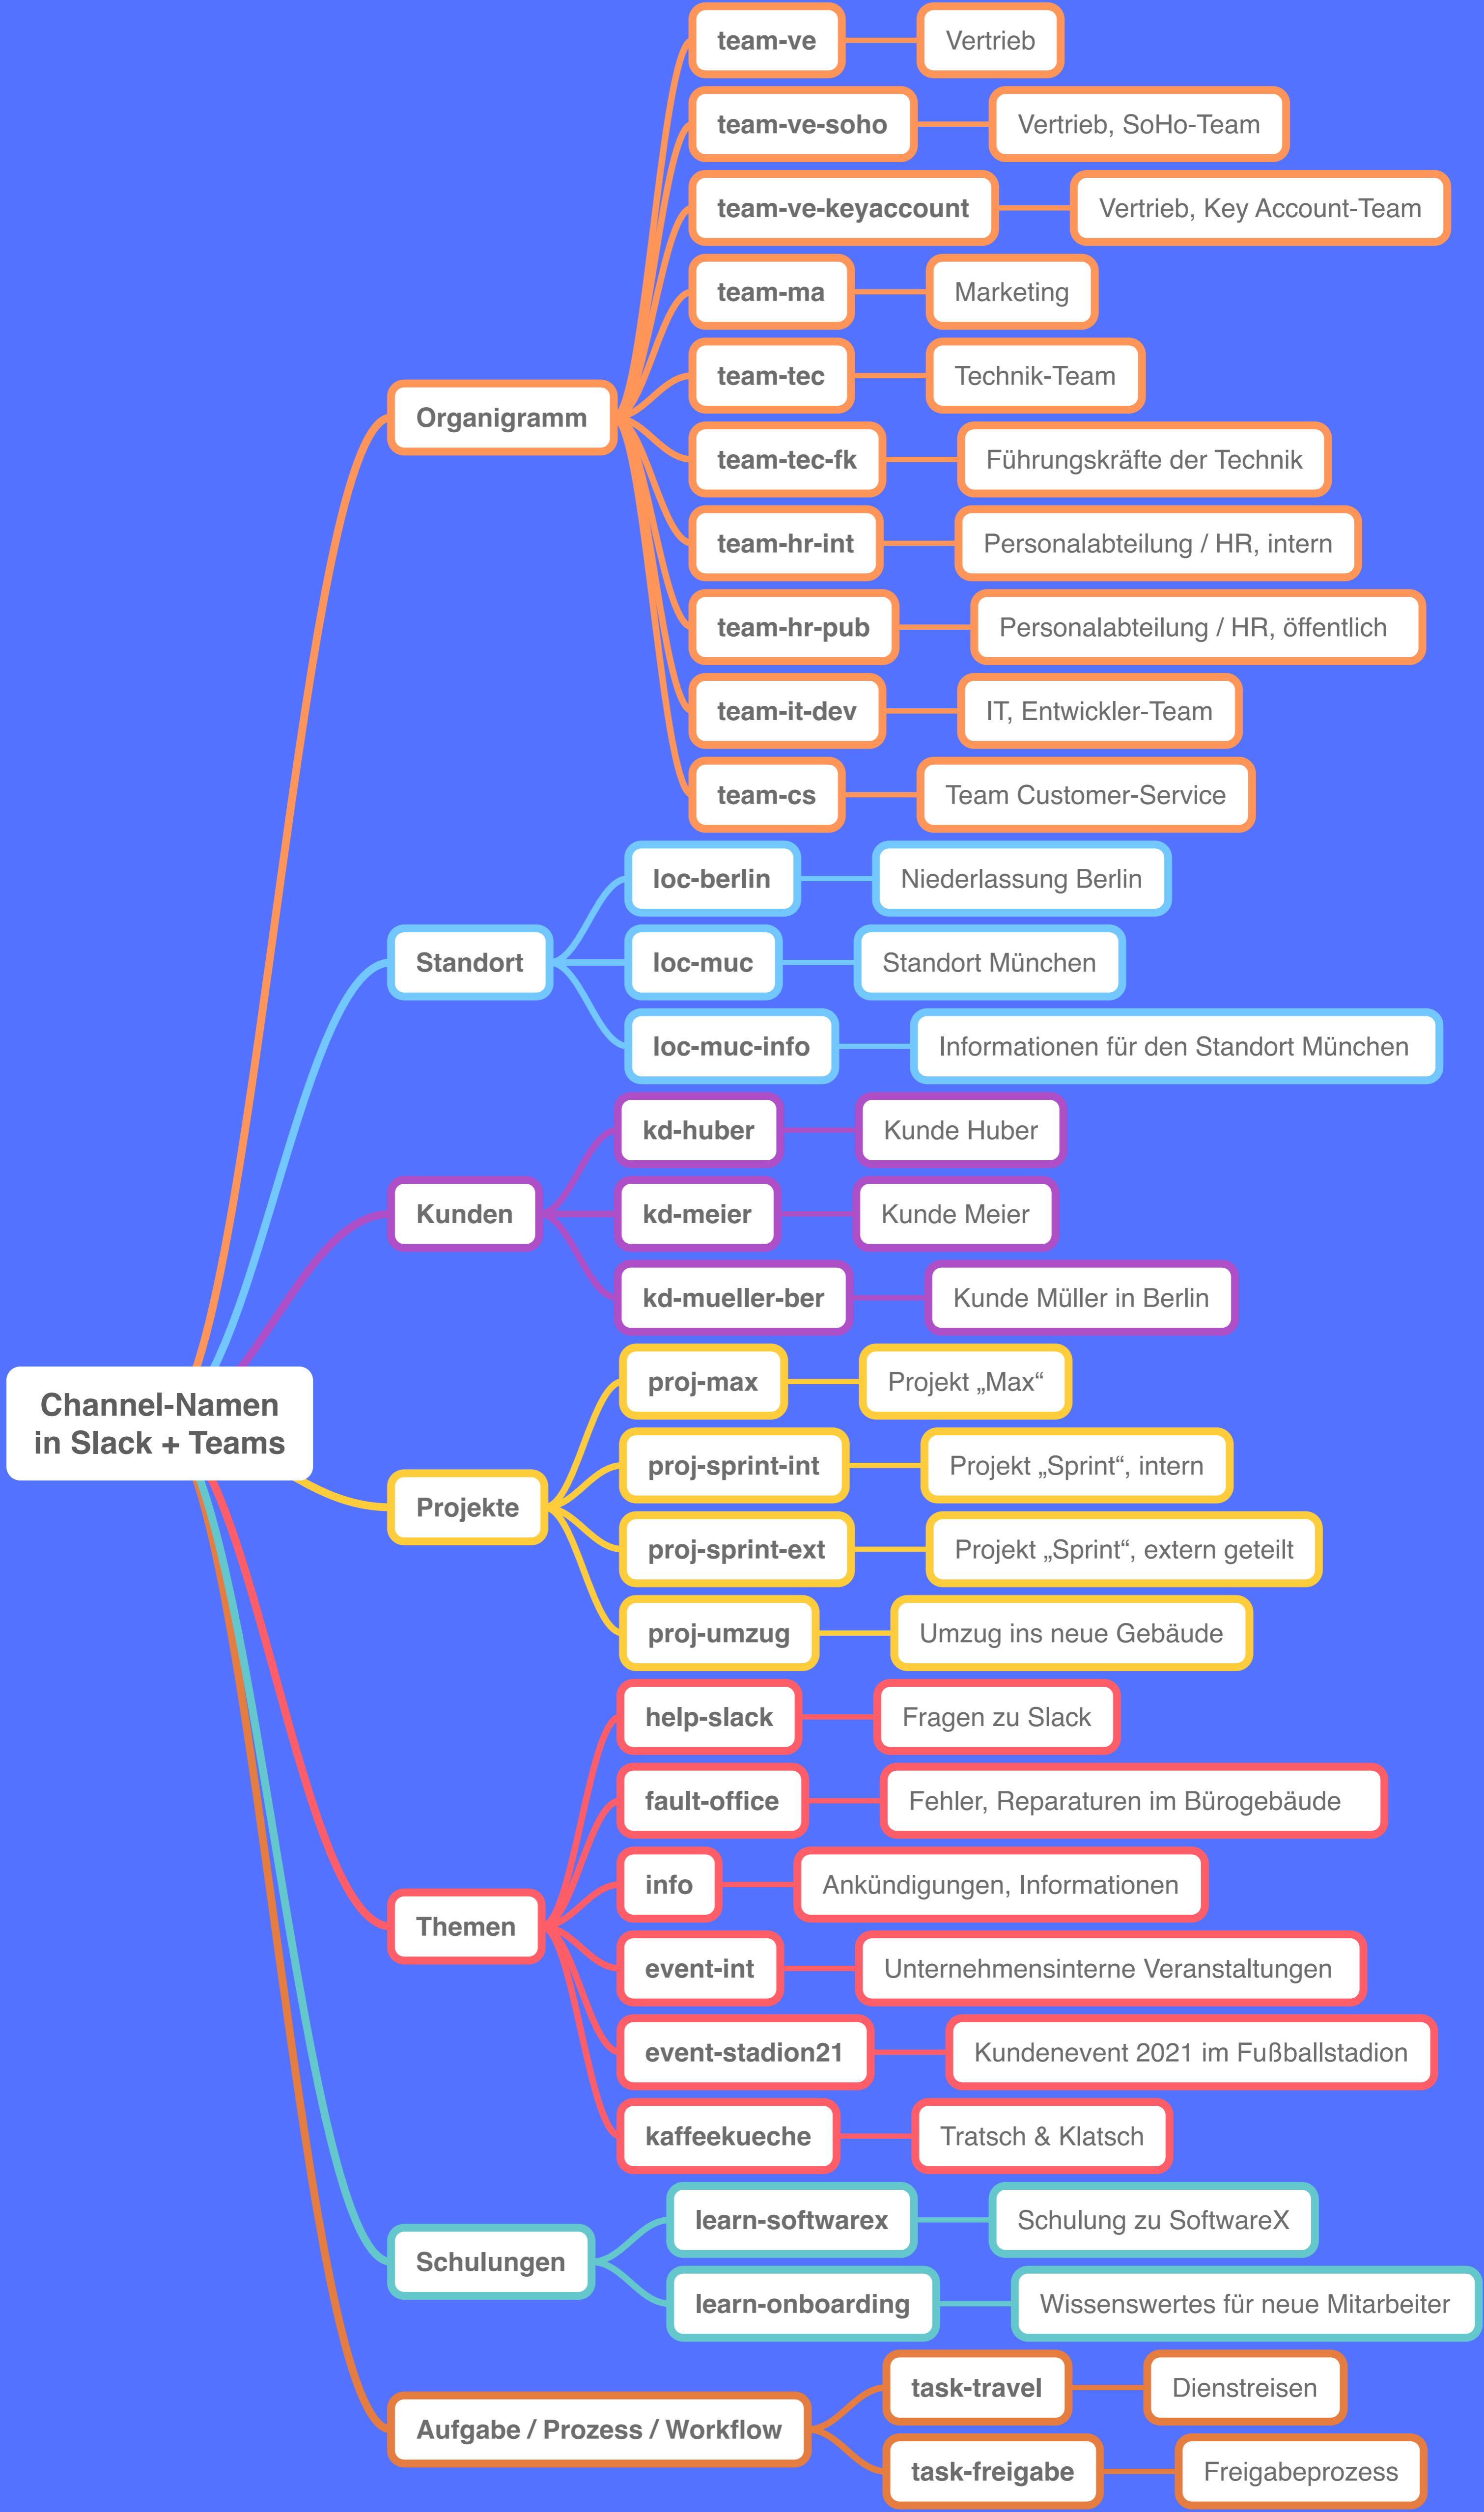 Channel-Namen
in Slack + Teams
Organigramm
team-ve
Vertrieb
team-ve-soho
Vertrieb, SoHo-Team
team-ve-keyaccount
Vertrieb, Key Account-Team
team-ma
Marketing
team-tec
Technik-Team
team-tec-fk
Führungskräfte der Technik
team-hr-int
Personalabteilung / HR, intern
team-hr-pub
Personalabteilung / HR, öffentlich
team-it-dev
IT, Entwickler-Team
team-cs
Team Customer-Service
Standort
loc-berlin
Niederlassung Berlin
loc-muc
Standort München
loc-muc-info
Informationen für den Standort München
Kunden
kd-huber
Kunde Huber
kd-meier
Kunde Meier
kd-mueller-ber
Kunde Müller in Berlin
Projekte
proj-max
Projekt „Max“
proj-sprint-int
Projekt „Sprint“, intern
proj-sprint-ext
Projekt „Sprint“, extern geteilt
proj-umzug
Umzug ins neue Gebäude
Themen
help-slack
Fragen zu Slack
fault-office
Fehler, Reparaturen im Bürogebäude
info
Ankündigungen, Informationen
event-int
Unternehmensinterne Veranstaltungen
event-stadion21
Kundenevent 2021 im Fußballstadion
kaffeekueche
Tratsch & Klatsch
Schulungen
learn-softwarex
Schulung zu SoftwareX
learn-onboarding
Wissenswertes für neue Mitarbeiter
Aufgabe / Prozess / Workflow
task-travel
Dienstreisen
task-freigabe
Freigabeprozess